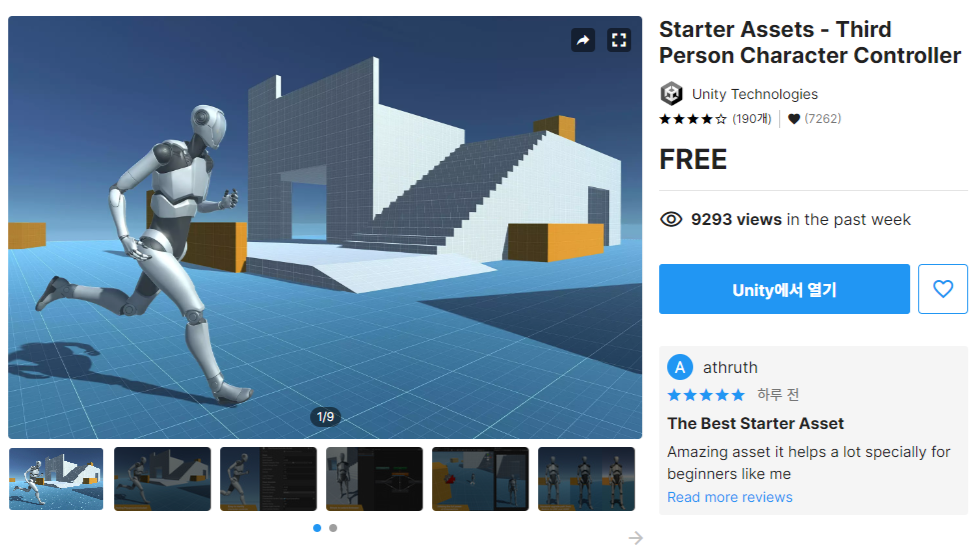 Starter Assets - Third
Person Character Controller
Unity Technologies
(190개) (7262)
FREE
9293 views in the past week
Unity에서 열기
A athruth
하루 전
The Best Starter Asset
Amazing asset it helps a lot specially for
beginners like me
Read more reviews
1/9